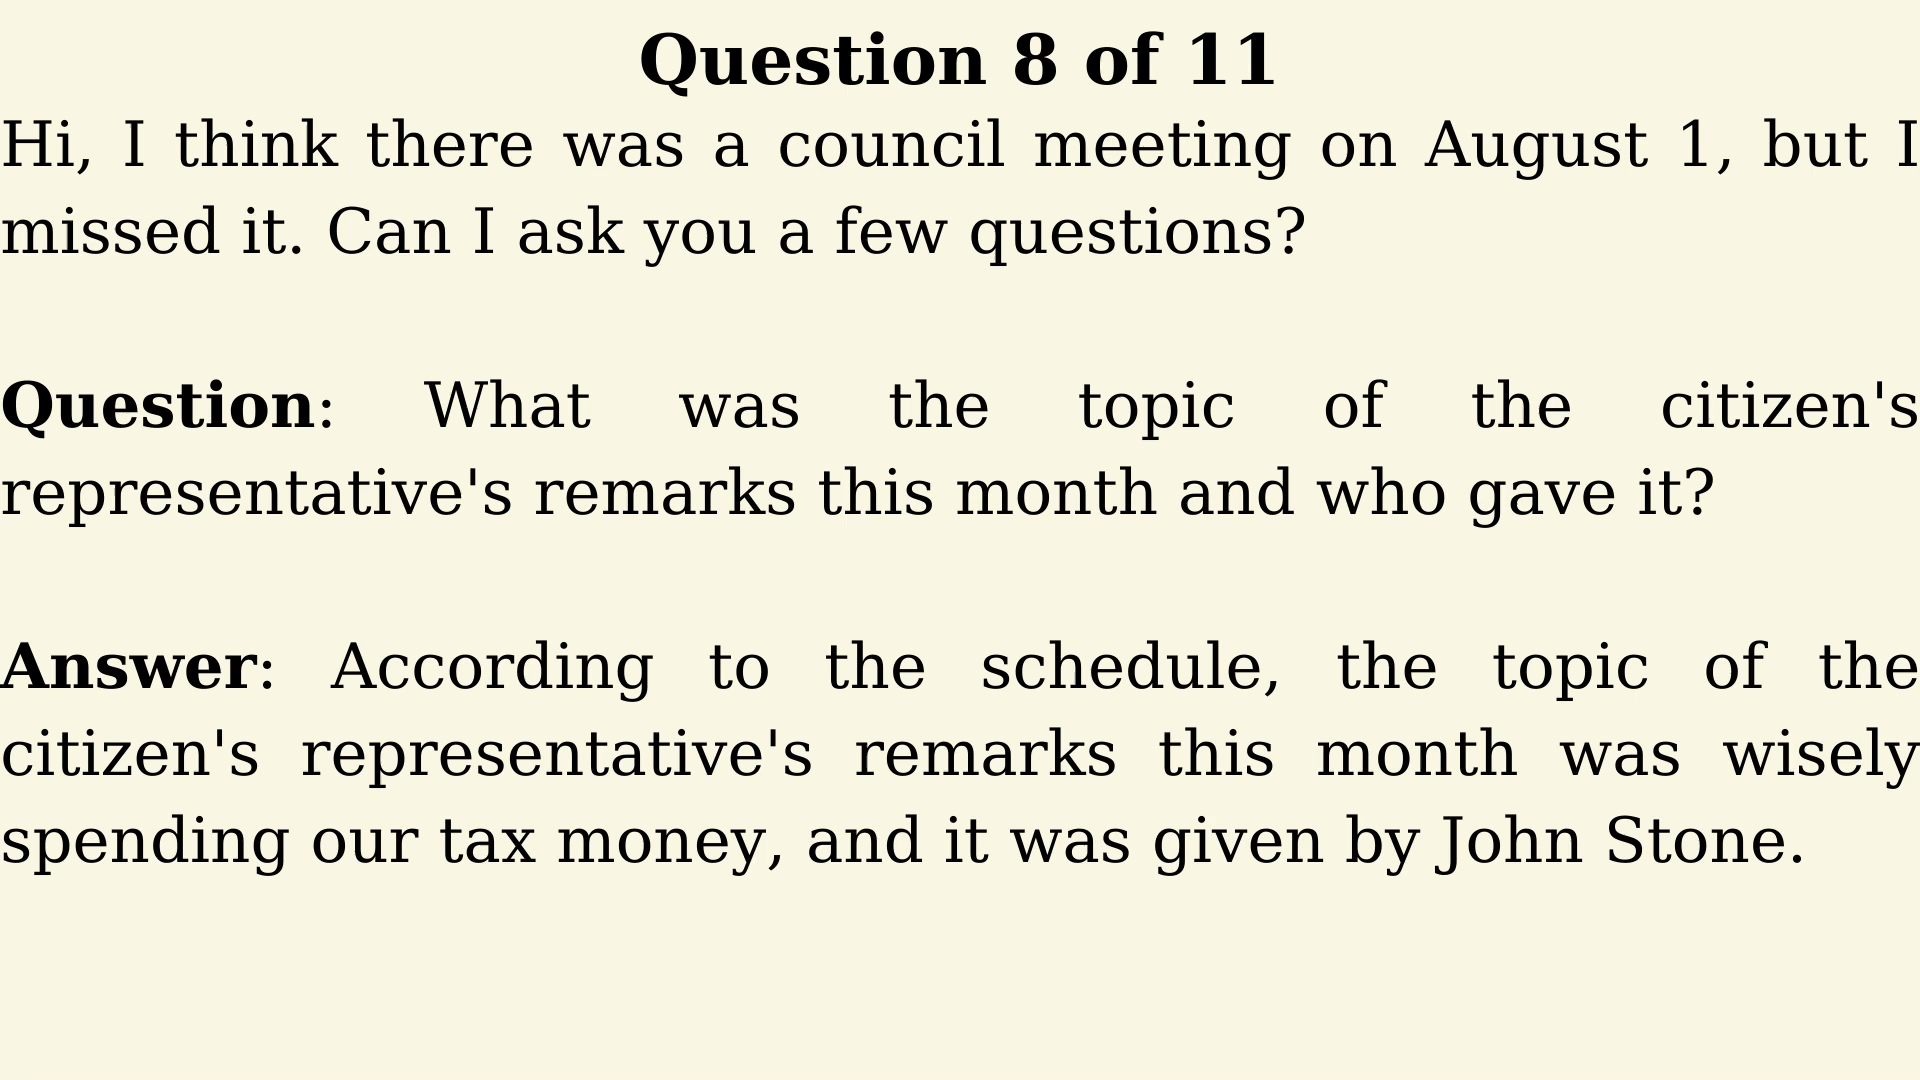 Question 8 of 11
Hi, I think there was a council meeting on August 1, but I
missed it. Can I ask you a few questions?
Question: What was the topic of the citizen's
representative's remarks this month and who gave it?
Answer: According to the schedule, the topic of the
citizen's representative's remarks this month was wisely
spending our tax money, and it was given by John Stone.